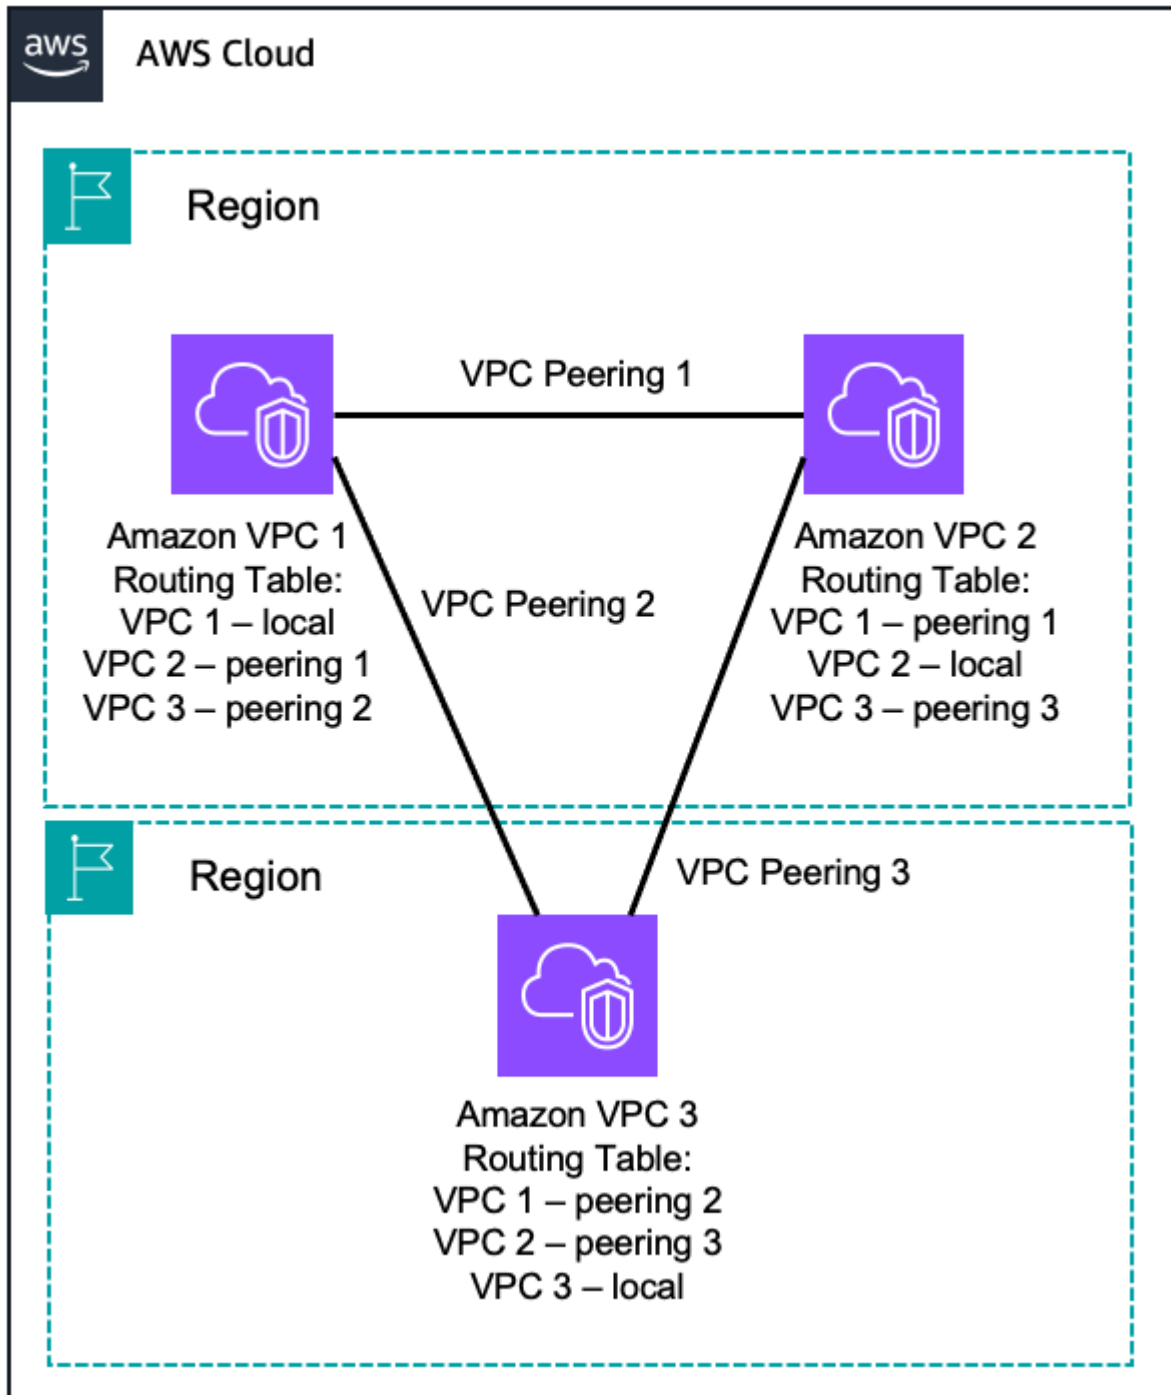 aws
AWS Cloud
Region
VPC Peering 1
Amazon VPC 1
Routing Table:
VPC 1 – local
VPC 2 – peering 1
VPC 3 – peering 2
VPC Peering 2
Amazon VPC 2
Routing Table:
VPC 1 – peering 1
VPC 2 – local
VPC 3 – peering 3
Region
VPC Peering 3
Amazon VPC 3
Routing Table:
VPC 1 – peering 2
VPC 2 – peering 3
VPC 3 – local